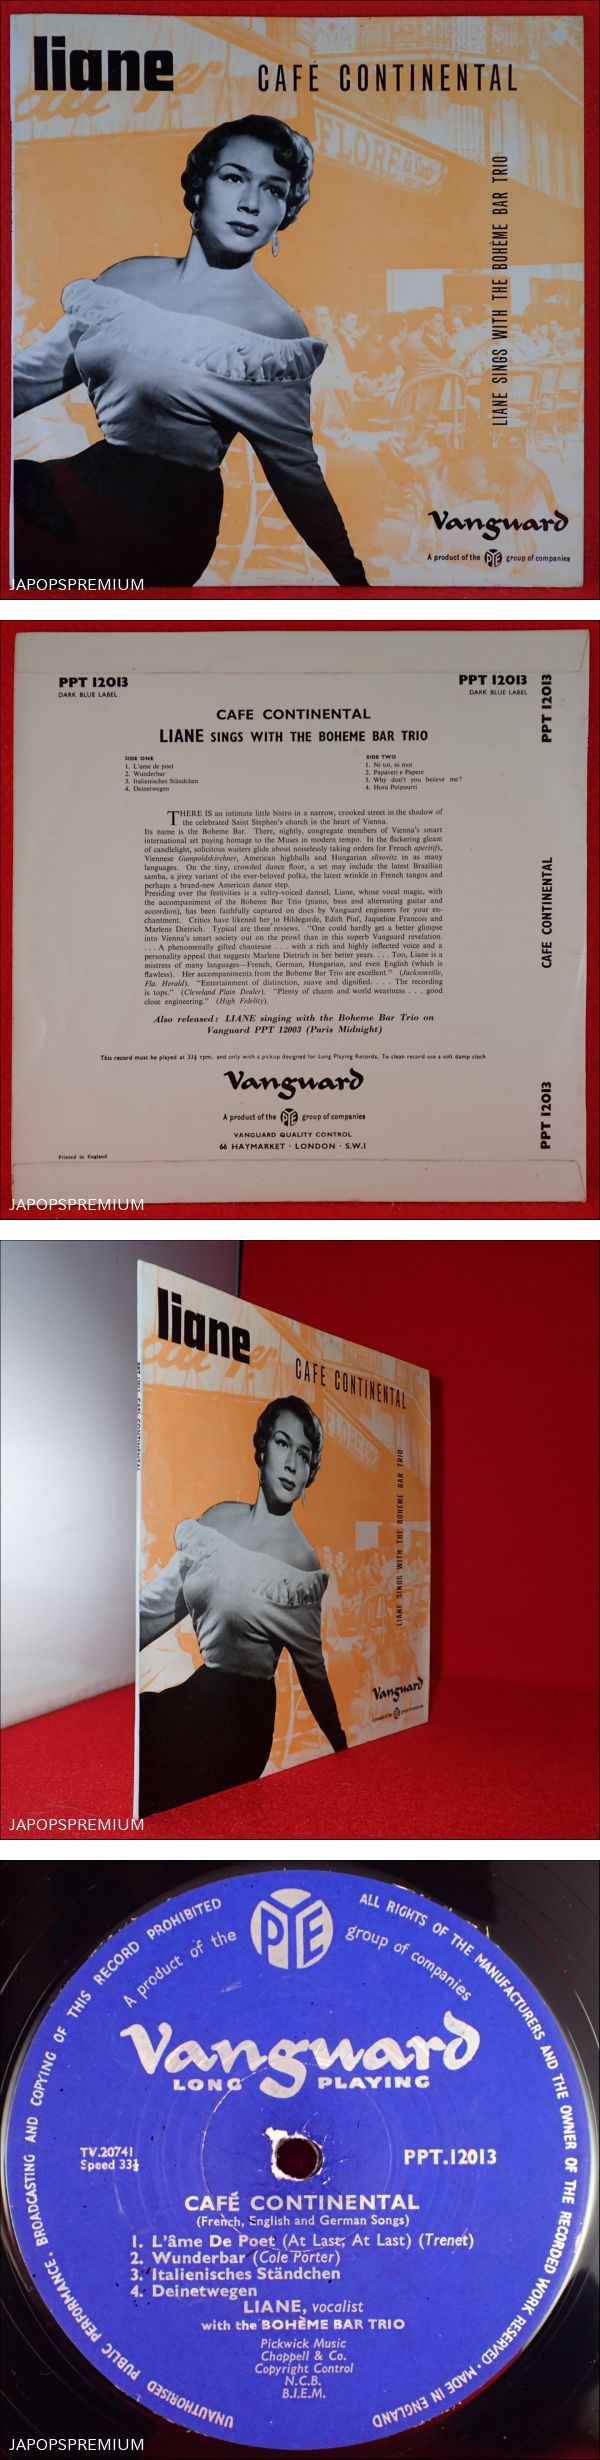 liane
CAFÉ CONTINENTAL
FLORE
LIANE SINGS WITH THE BOHÈME BAR TRIO
Vanguard
A product of the PYE group of companies
JAPOPSPREMIUM
PPT 12013
DARK BLUE LABEL
PPT 12013
DARK BLUE LABEL
PPT 12013
CAFE CONTINENTAL
LIANE SINGS WITH THE BOHEME BAR TRIO
SIDE ONE
1. L'ame de poet
2. Wunderbar
3. Italienisches Ständchen
4. Deinetwegen
SIDE TWO
1. Ni toi, ni moi
2. Papaveri e Papere
3. Why don't you believe me?
4. Hora Potpourri
THERE IS an intimate little bistro in a narrow, crooked street in the shadow of
the celebrated Saint Stephen's church in the heart of Vienna.
Its name is the Boheme Bar. There, nightly, congregate members of Vienna's smart
international set paying homage to the Muses in modern tempo. In the flickering gleam
of candlelight, solicitous waiters glide about noiselessly taking orders for French aperitifs,
Viennese Gumpoldskirchner, American highballs and Hungarian slivovitz in as many
languages. On the tiny, crowded dance floor, a set may include the latest Brazilian
samba, a jivey variant of the ever-beloved polka, the latest wrinkle in French tangos and
perhaps a brand-new American dance step.
Presiding over the festivities is a sultry-voiced damsel, Liane, whose vocal magic, with
the accompaniment of the Boheme Bar Trio (piano, bass and alternating guitar and
accordion), has been faithfully captured on discs by Vanguard engineers for your en-
chantment. Critics have likened her to Hildegarde, Edith Piaf, Jaqueline Francois and
Marlene Dietrich. Typical are these reviews. "One could hardly get a better glimpse
into Vienna's smart society out on the prowl than in this superb Vanguard revelation.
. . . A phenomenally gifted chanteuse . . . with a rich and highly inflected voice and a
personality appeal that suggests Marlene Dietrich in her better years. . . . Too, Liane is a
mistress of many languages—French, German, Hungarian, and even English (which is
flawless). Her accompaniments from the Boheme Bar Trio are excellent." (Jacksonville,
Fla. Herald). "Entertainment of distinction, suave and dignified. . . . The recording
is tops." (Cleveland Plain Dealer). "Plenty of charm and world weariness . . . good
close engineering." (High Fidelity).
Also released: LIANE singing with the Boheme Bar Trio on
Vanguard PPT 12003 (Paris Midnight)
This record must be played at 33⅓ rpm, and only with a pickup designed for Long Playing Records. To clean record use a soft damp cloth
Vanguard
A product of the PYE group of companies
VANGUARD QUALITY CONTROL
66 HAYMARKET · LONDON · S.W.1
Printed in England
CAFE CONTINENTAL
PPT 12013
JAPOPSPREMIUM
liane
CAFÉ CONTINENTAL
FLORE
LIANE SINGS WITH THE BOHÈME BAR TRIO
Vanguard
A product of the PYE group of companies
JAPOPSPREMIUM
PYE
A product of the group of companies
UNAUTHORISED PUBLIC PERFORMANCE, BROADCASTING AND COPYING OF THIS RECORD PROHIBITED
ALL RIGHTS OF THE MANUFACTURERS AND THE OWNER OF THE RECORDED WORK RESERVED · MADE IN ENGLAND
Vanguard
LONG PLAYING
TV.20741
Speed 33⅓
PPT.12013
CAFÉ CONTINENTAL
(French, English and German Songs)
1. L'âme De Poet (At Last, At Last) (Trenet)
2. Wunderbar (Cole Porter)
3. Italienisches Ständchen
4. Deinetwegen
LIANE, vocalist
with the BOHÈME BAR TRIO
Pickwick Music
Chappell & Co.
Copyright Control
N.C.B.
B.I.E.M.
JAPOPSPREMIUM